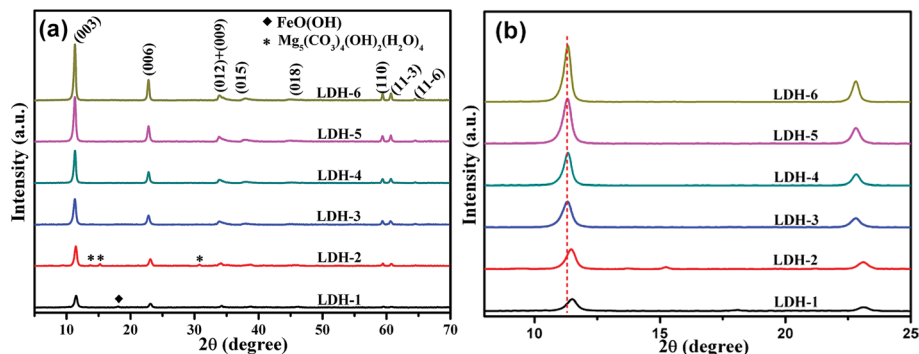 (a)
◆ FeO(OH)
* Mg₅(CO₃)₄(OH)₂(H₂O)₄
(003)
(006)
(012)+(009)
(015)
(018)
(110)
(11-3)
(11-6)
LDH-6
LDH-5
LDH-4
LDH-3
* *
*
LDH-2
◆
LDH-1
Intensity (a.u.)
10 20 30 40 50 60 70
2θ (degree)
(b)
LDH-6
LDH-5
LDH-4
LDH-3
LDH-2
LDH-1
Intensity (a.u.)
10 15 20 25
2θ (degree)